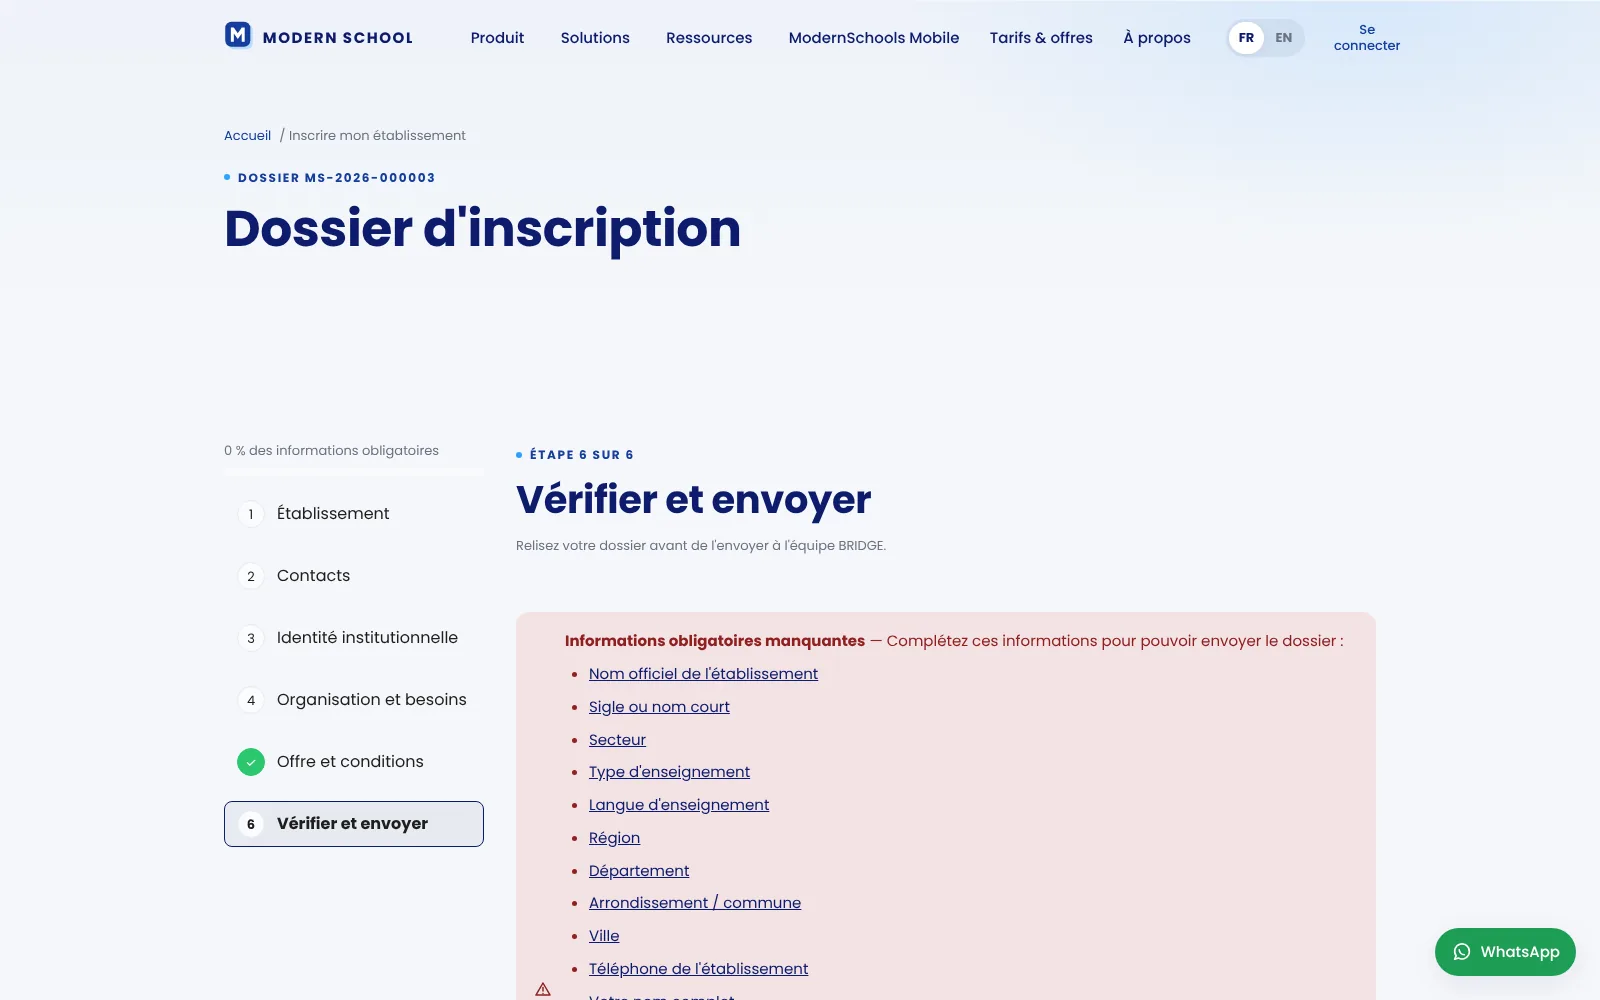 M MODERN SCHOOL
Produit
Solutions
Ressources
ModernSchools Mobile
Tarifs & offres
À propos
FR
EN
Se
connecter
Accueil / Inscrire mon établissement
DOSSIER MS-2026-000003
Dossier d'inscription
0 % des informations obligatoires
1 Établissement
2 Contacts
3 Identité institutionnelle
4 Organisation et besoins
Offre et conditions
6 Vérifier et envoyer
ÉTAPE 6 SUR 6
Vérifier et envoyer
Relisez votre dossier avant de l'envoyer à l'équipe BRIDGE.
Informations obligatoires manquantes — Complétez ces informations pour pouvoir envoyer le dossier :
Nom officiel de l'établissement
Sigle ou nom court
Secteur
Type d'enseignement
Langue d'enseignement
Région
Département
Arrondissement / commune
Ville
Téléphone de l'établissement
Votre nom complet
WhatsApp